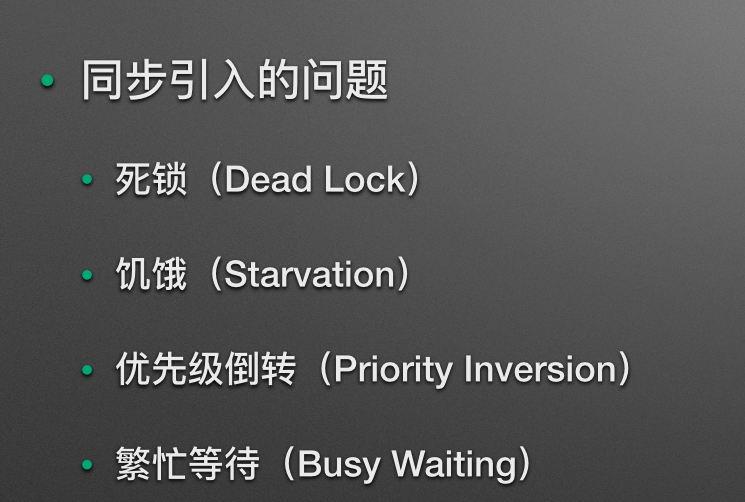 同步引入的问题
死锁（Dead Lock）
饥饿（Starvation）
优先级倒转（Priority Inversion）
繁忙等待（Busy Waiting）